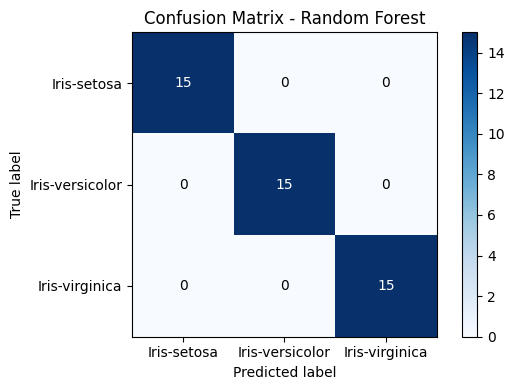 Confusion Matrix - Random Forest
True label
Iris-setosa 15 0 0
Iris-versicolor 0 15 0
Iris-virginica 0 0 15
Iris-setosa Iris-versicolor Iris-virginica
Predicted label
14
12
10
8
6
4
2
0